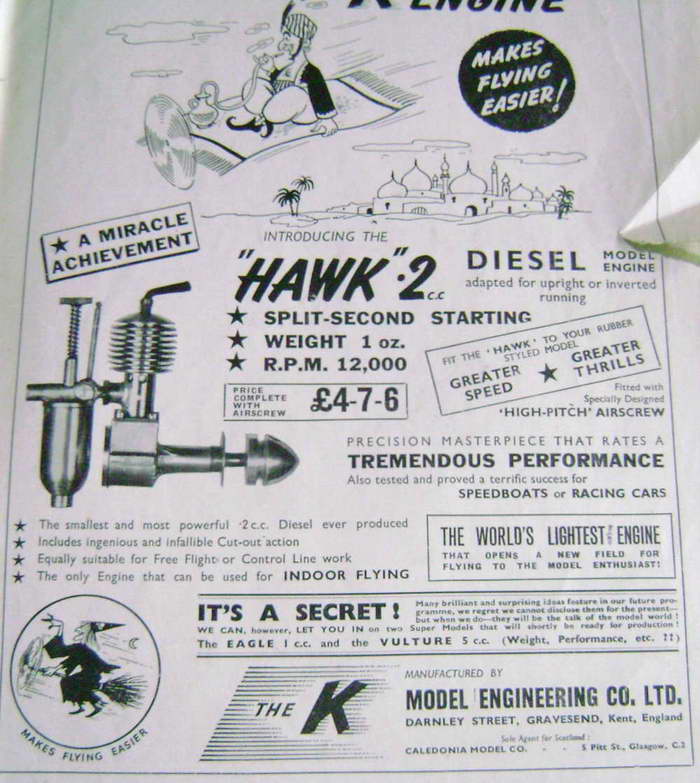 K ENGINE
MAKES
FLYING
EASIER!
★ A MIRACLE
ACHIEVEMENT
INTRODUCING THE
"HAWK" ·2 c.c
DIESEL MODEL ENGINE
adapted for upright or inverted
running
★ SPLIT-SECOND STARTING
★ WEIGHT 1 oz.
★ R.P.M. 12,000
FIT THE 'HAWK' TO YOUR RUBBER
STYLED MODEL
GREATER SPEED ★ GREATER THRILLS
PRICE
COMPLETE
WITH
AIRSCREW
£4-7-6
Fitted with
Specially Designed
'HIGH-PITCH' AIRSCREW
PRECISION MASTERPIECE THAT RATES A
TREMENDOUS PERFORMANCE
Also tested and proved a terrific success for
SPEEDBOATS or RACING CARS
★ The smallest and most powerful ·2 c.c. Diesel ever produced
★ Includes ingenious and infallible Cut-out action
★ Equally suitable for Free Flight or Control Line work
★ The only Engine that can be used for INDOOR FLYING
THE WORLD'S LIGHTEST ENGINE
THAT OPENS A NEW FIELD FOR
FLYING TO THE MODEL ENTHUSIAST!
IT'S A SECRET!
Many brilliant and surprising ideas feature in our future pro-
gramme, we regret we cannot disclose them for the present—
but when we do—they will be the talk of the model world!
WE CAN, however, LET YOU IN on two Super Models that will shortly be ready for production!
The EAGLE 1 c.c. and the VULTURE 5 c.c. (Weight, Performance, etc. ??)
MAKES FLYING EASIER
THE K
MANUFACTURED BY
MODEL ENGINEERING CO. LTD.
DARNLEY STREET, GRAVESEND, Kent, England
Sole Agent for Scotland:
CALEDONIA MODEL CO. - - 5 Pitt St., Glasgow, C.2